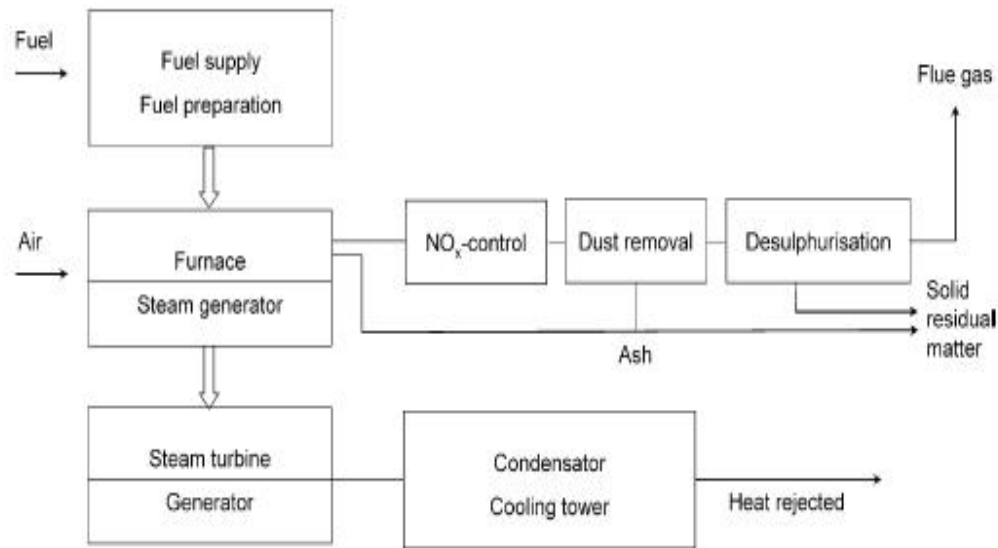 Fuel
Fuel supply
Fuel preparation
Flue gas
Air
Furnace
Steam generator
NOx-control
Dust removal
Desulphurisation
Solid
residual
matter
Ash
Steam turbine
Generator
Condensator
Cooling tower
Heat rejected